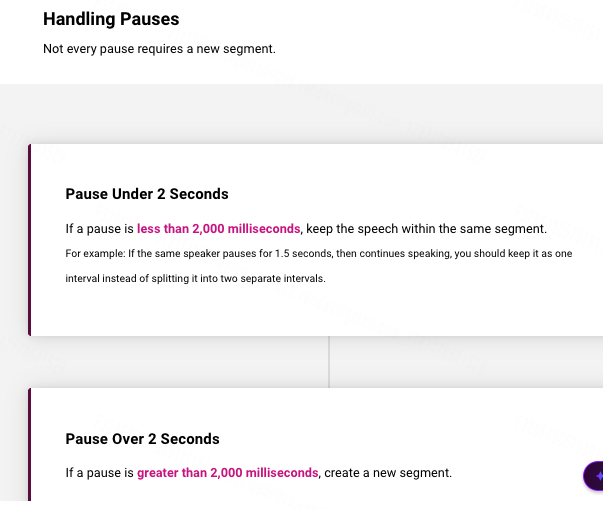 Handling Pauses
Not every pause requires a new segment.
Pause Under 2 Seconds
If a pause is less than 2,000 milliseconds, keep the speech within the same segment.
For example: If the same speaker pauses for 1.5 seconds, then continues speaking, you should keep it as one
interval instead of splitting it into two separate intervals.
Pause Over 2 Seconds
If a pause is greater than 2,000 milliseconds, create a new segment.